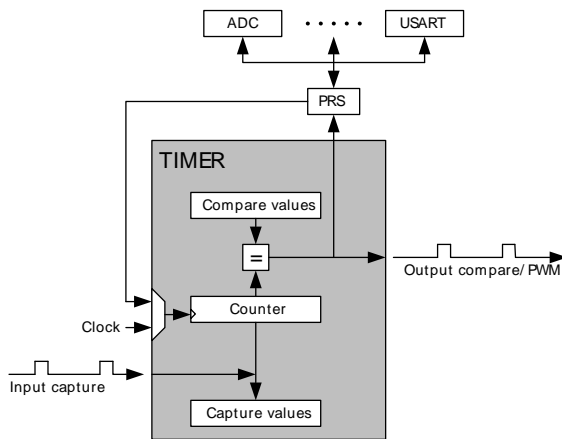 ADC ..... USART
PRS
TIMER
Compare values
=
Output compare/PWM
Counter
Clock
Input capture
Capture values